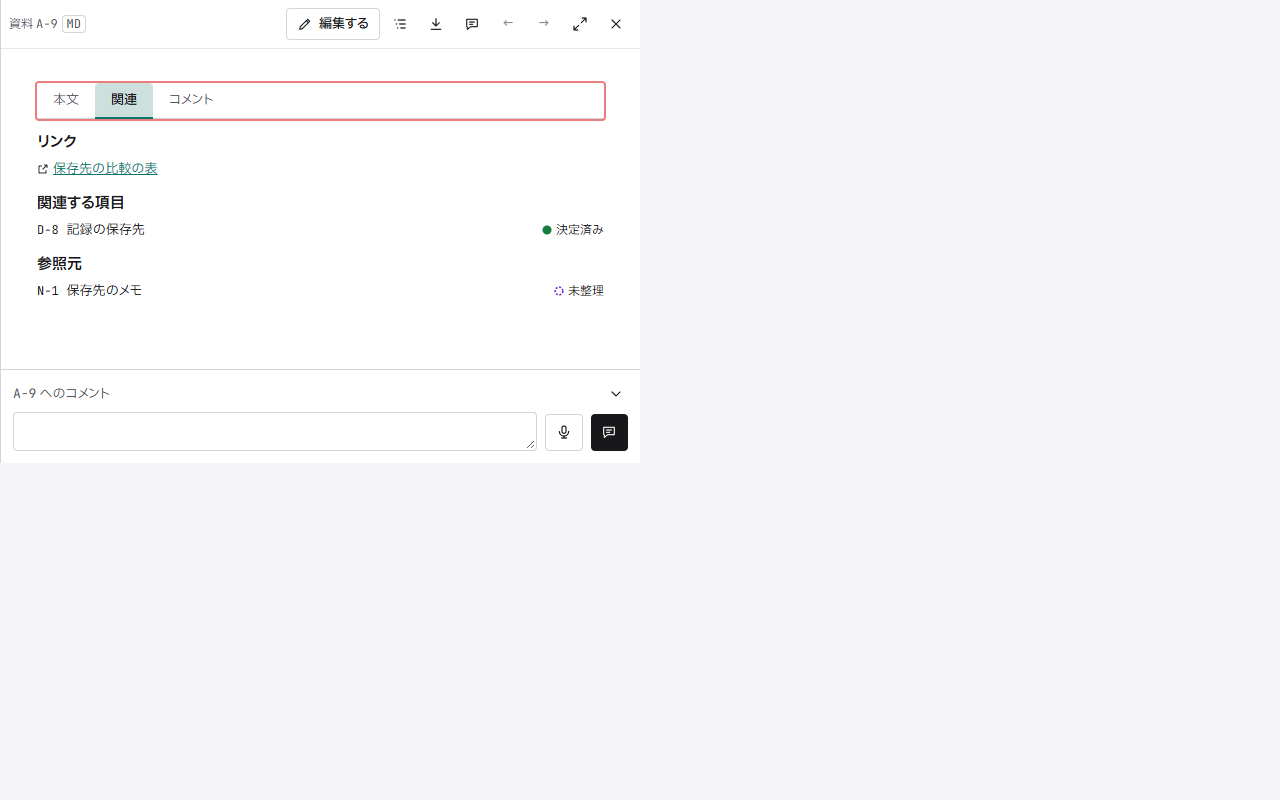 資料 A-9 MD 編集する
本文 関連 コメント
リンク
保存先の比較の表
関連する項目
D-8 記録の保存先 決定済み
参照元
N-1 保存先のメモ 未整理
A-9 へのコメント